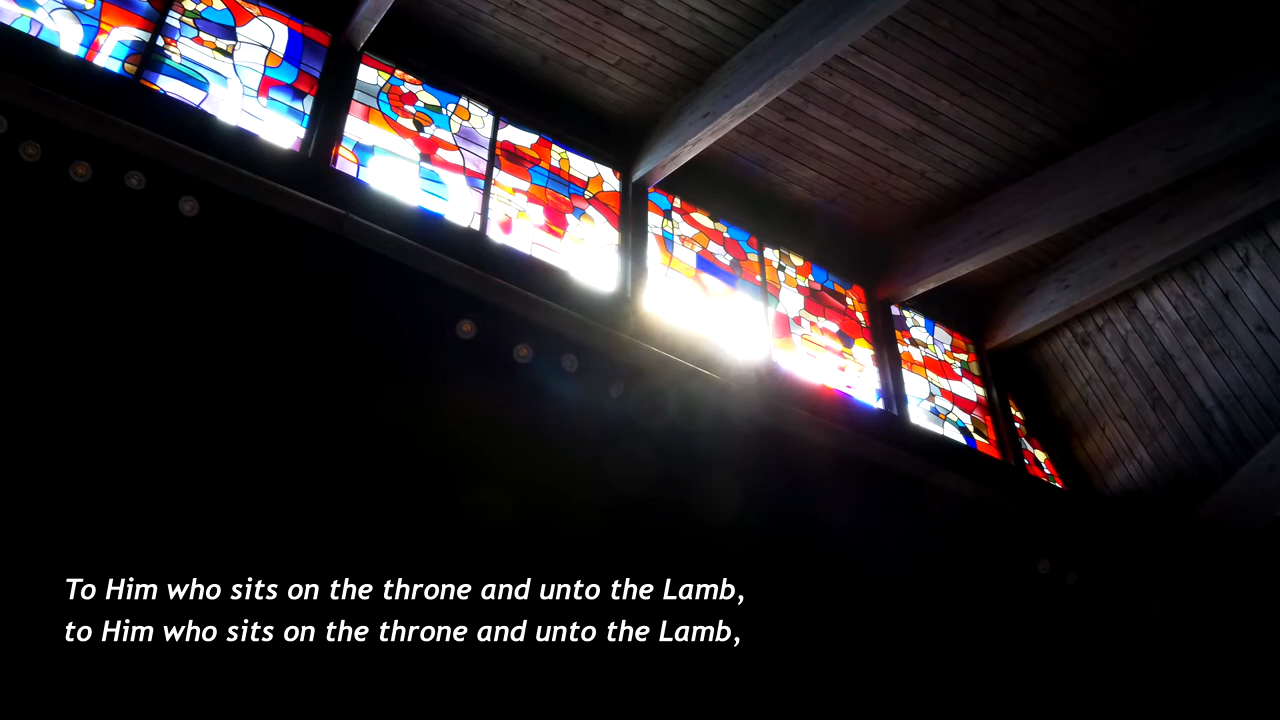 To Him who sits on the throne and unto the Lamb,
to Him who sits on the throne and unto the Lamb,